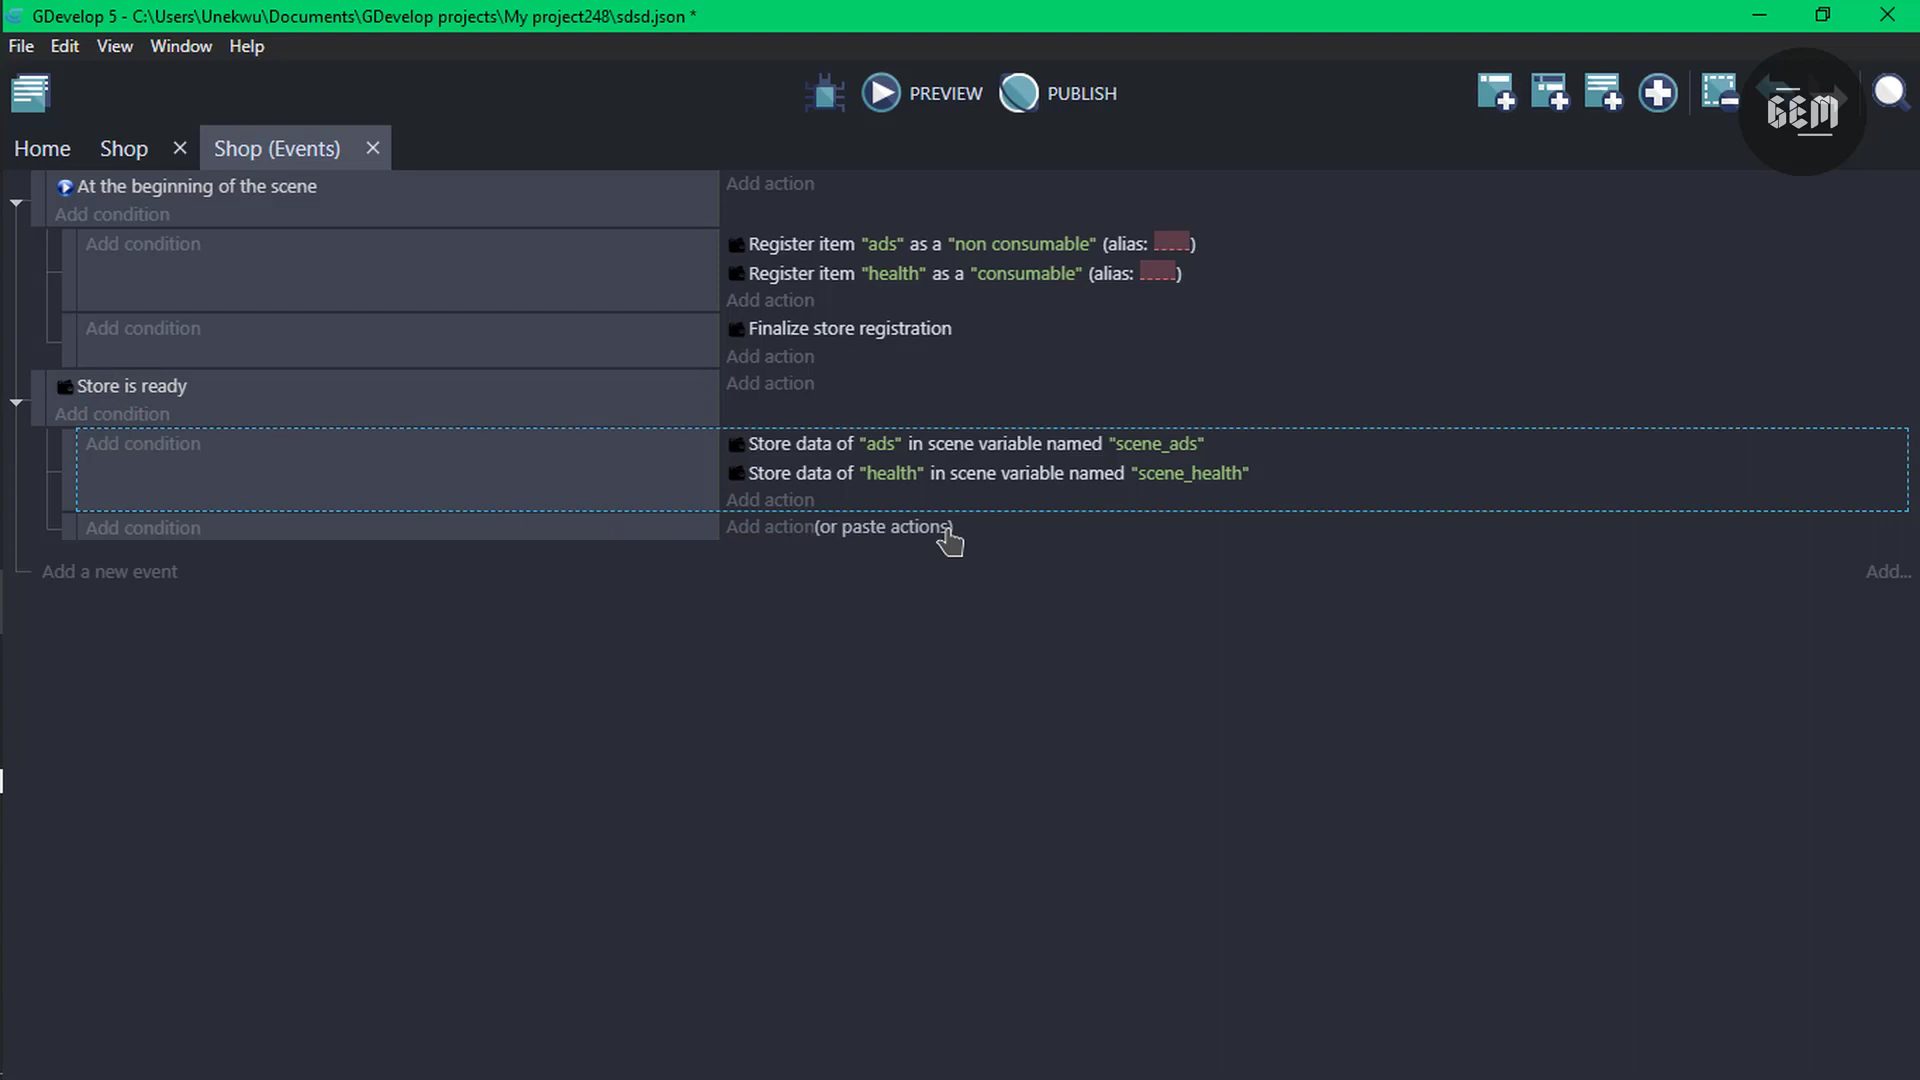 GDevelop 5 - C:\Users\Unekwu\Documents\GDevelop projects\My project248\sdsd.json *
File Edit View Window Help
PREVIEW PUBLISH
GEM
Home Shop Shop (Events)
At the beginning of the scene
Add action
Add condition
Add condition
Register item "ads" as a "non consumable" (alias: )
Register item "health" as a "consumable" (alias: )
Add action
Add condition
Finalize store registration
Add action
Store is ready
Add action
Add condition
Add condition
Store data of "ads" in scene variable named "scene_ads"
Store data of "health" in scene variable named "scene_health"
Add action
Add condition
Add action(or paste actions)
Add a new event
Add...